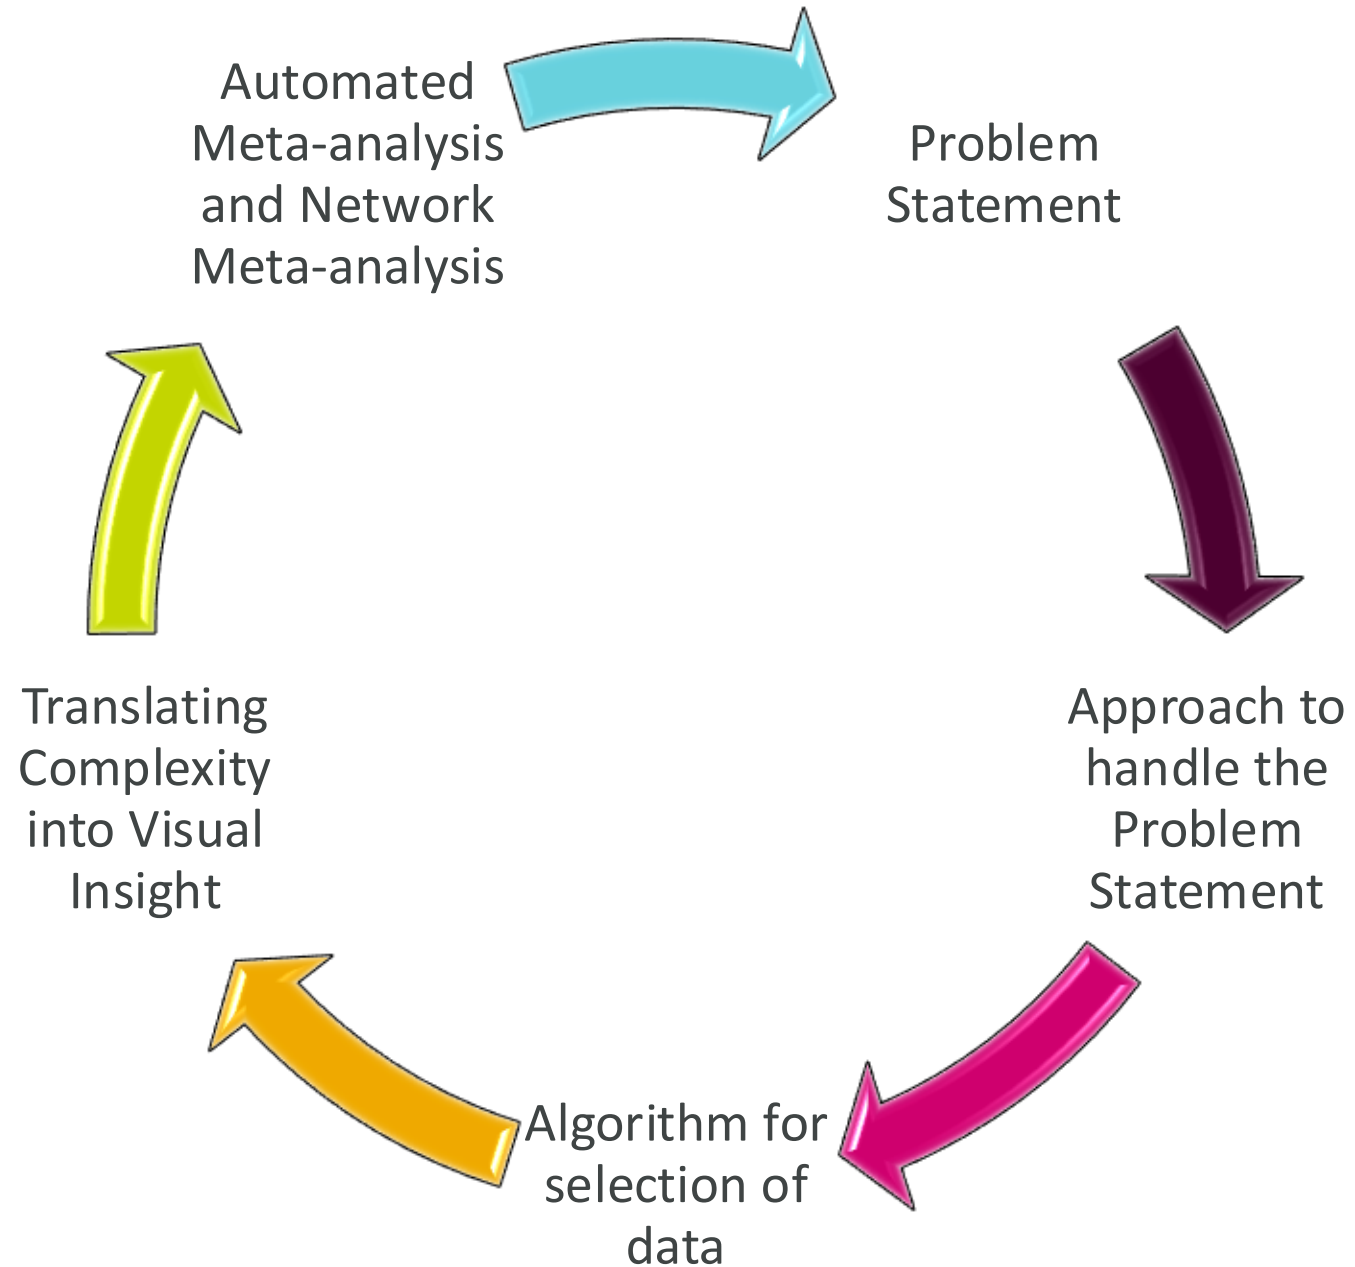 Automated
Meta-analysis
and Network
Meta-analysis
Problem
Statement
Approach to
handle the
Problem
Statement
Algorithm for
selection of
data
Translating
Complexity
into Visual
Insight